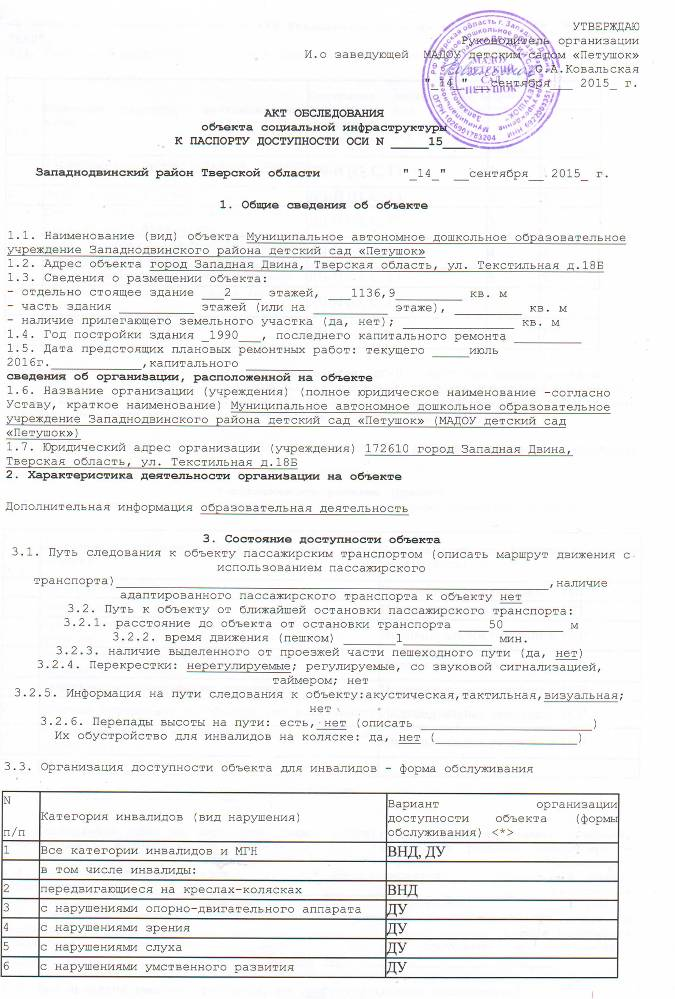 УТВЕРЖДАЮ
Руководитель организации
И.о заведующей МАДОУ детским садом «Петушок»
О.А.Ковальская
"_14_" __сентября___ 2015_ г.
МАДОУ
ДЕТСКИЙ
САД
ПЕТУШОК
АКТ ОБСЛЕДОВАНИЯ
объекта социальной инфраструктуры
К ПАСПОРТУ ДОСТУПНОСТИ ОСИ N _____15____
Западнодвинский район Тверской области "_14_" __сентября__ 2015_ г.
1. Общие сведения об объекте
1.1. Наименование (вид) объекта Муниципальное автономное дошкольное образовательное
учреждение Западнодвинского района детский сад «Петушок»
1.2. Адрес объекта город Западная Двина, Тверская область, ул. Текстильная д.18Б
1.3. Сведения о размещении объекта:
- отдельно стоящее здание ___2____ этажей, ___1136,9_________ кв. м
- часть здания __________ этажей (или на ___________ этаже), _________ кв. м
- наличие прилегающего земельного участка (да, нет); _______________ кв. м
1.4. Год постройки здания _1990___, последнего капитального ремонта _________
1.5. Дата предстоящих плановых ремонтных работ: текущего _____июль
2016г.____________,капитального _________
сведения об организации, расположенной на объекте
1.6. Название организации (учреждения) (полное юридическое наименование –согласно
Уставу, краткое наименование) Муниципальное автономное дошкольное образовательное
учреждение Западнодвинского района детский сад «Петушок» (МАДОУ детский сад
«Петушок»)
1.7. Юридический адрес организации (учреждения) 172610 город Западная Двина,
Тверская область, ул. Текстильная д.18Б
2. Характеристика деятельности организации на объекте
Дополнительная информация образовательная деятельность
3. Состояние доступности объекта
3.1. Путь следования к объекту пассажирским транспортом (описать маршрут движения с
использованием пассажирского
транспорта)__________________________________________________________,наличие
адаптированного пассажирского транспорта к объекту нет
3.2. Путь к объекту от ближайшей остановки пассажирского транспорта:
3.2.1. расстояние до объекта от остановки транспорта ____50________ м
3.2.2. время движения (пешком) _______1____________ мин.
3.2.3. наличие выделенного от проезжей части пешеходного пути (да, нет)
3.2.4. Перекрестки: нерегулируемые; регулируемые, со звуковой сигнализацией,
таймером; нет
3.2.5. Информация на пути следования к объекту:акустическая,тактильная,визуальная;
нет
3.2.6. Перепады высоты на пути: есть, нет (описать ________________________)
Их обустройство для инвалидов на коляске: да, нет (___________________)
3.3. Организация доступности объекта для инвалидов – форма обслуживания
N
п/п
Категория инвалидов (вид нарушения)
Вариант организации
доступности объекта (формы
обслуживания) <*>
1 Все категории инвалидов и МГН ВНД, ДУ
в том числе инвалиды:
2 передвигающиеся на креслах-колясках ВНД
3 с нарушениями опорно-двигательного аппарата ДУ
4 с нарушениями зрения ДУ
5 с нарушениями слуха ДУ
6 с нарушениями умственного развития ДУ